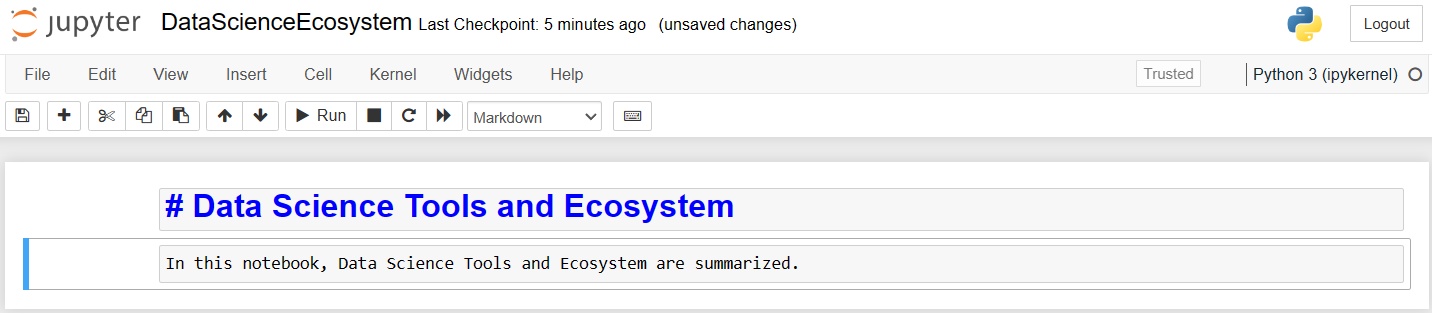 jupyter DataScienceEcosystem Last Checkpoint: 5 minutes ago (unsaved changes) Logout
File Edit View Insert Cell Kernel Widgets Help Trusted Python 3 (ipykernel)
Run Markdown
# Data Science Tools and Ecosystem
In this notebook, Data Science Tools and Ecosystem are summarized.